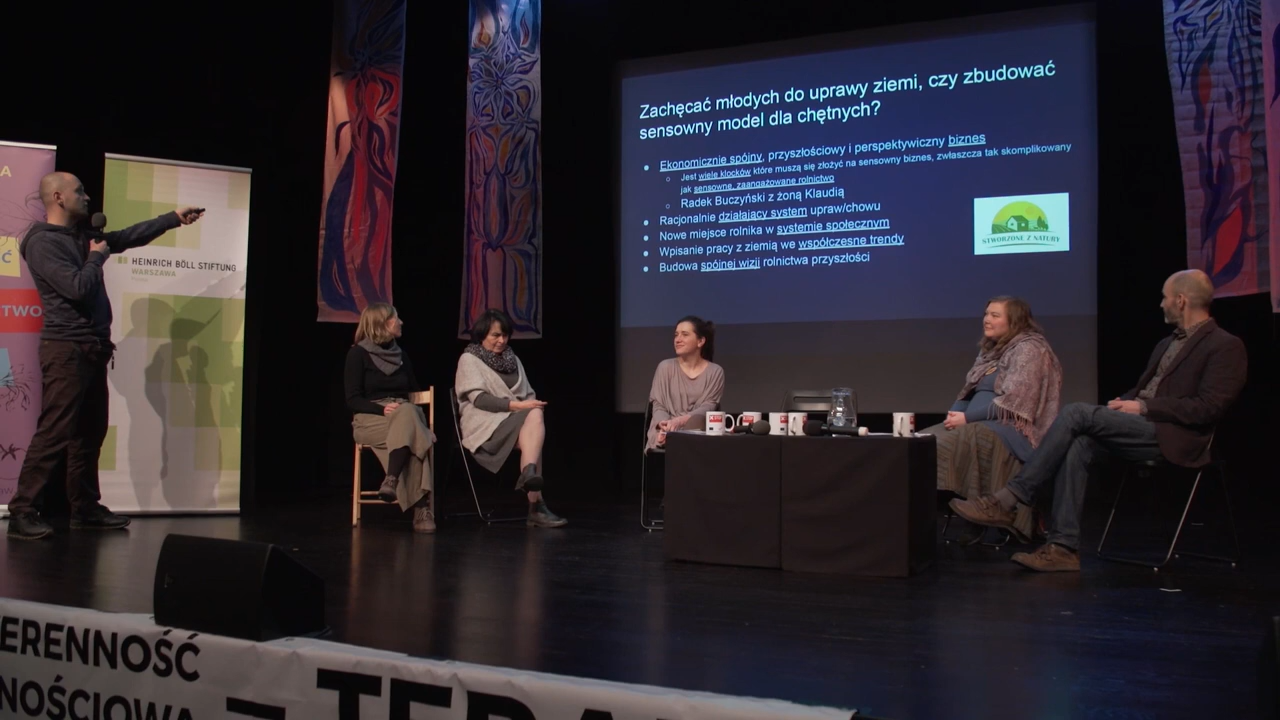 Zachęcać młodych do uprawy ziemi, czy zbudować
sensowny model dla chętnych?
Ekonomicznie spójny, przyszłościowy i perspektywiczny biznes
Jest wiele klocków które muszą się złożyć na sensowny biznes, zwłaszcza tak skomplikowany
jak sensowne, zaangażowane rolnictwo
Radek Buczyński z żoną Klaudią
Racjonalnie działający system upraw/chowu
Nowe miejsce rolnika w systemie społecznym
Wpisanie pracy z ziemią we współczesne trendy
Budowa spójnej wizji rolnictwa przyszłości
STWORZONE Z NATURY
HEINRICH BÖLL STIFTUNG
WARSZAWA
TWO
ERENNOŚĆ
NOŚCIOWA = TERA